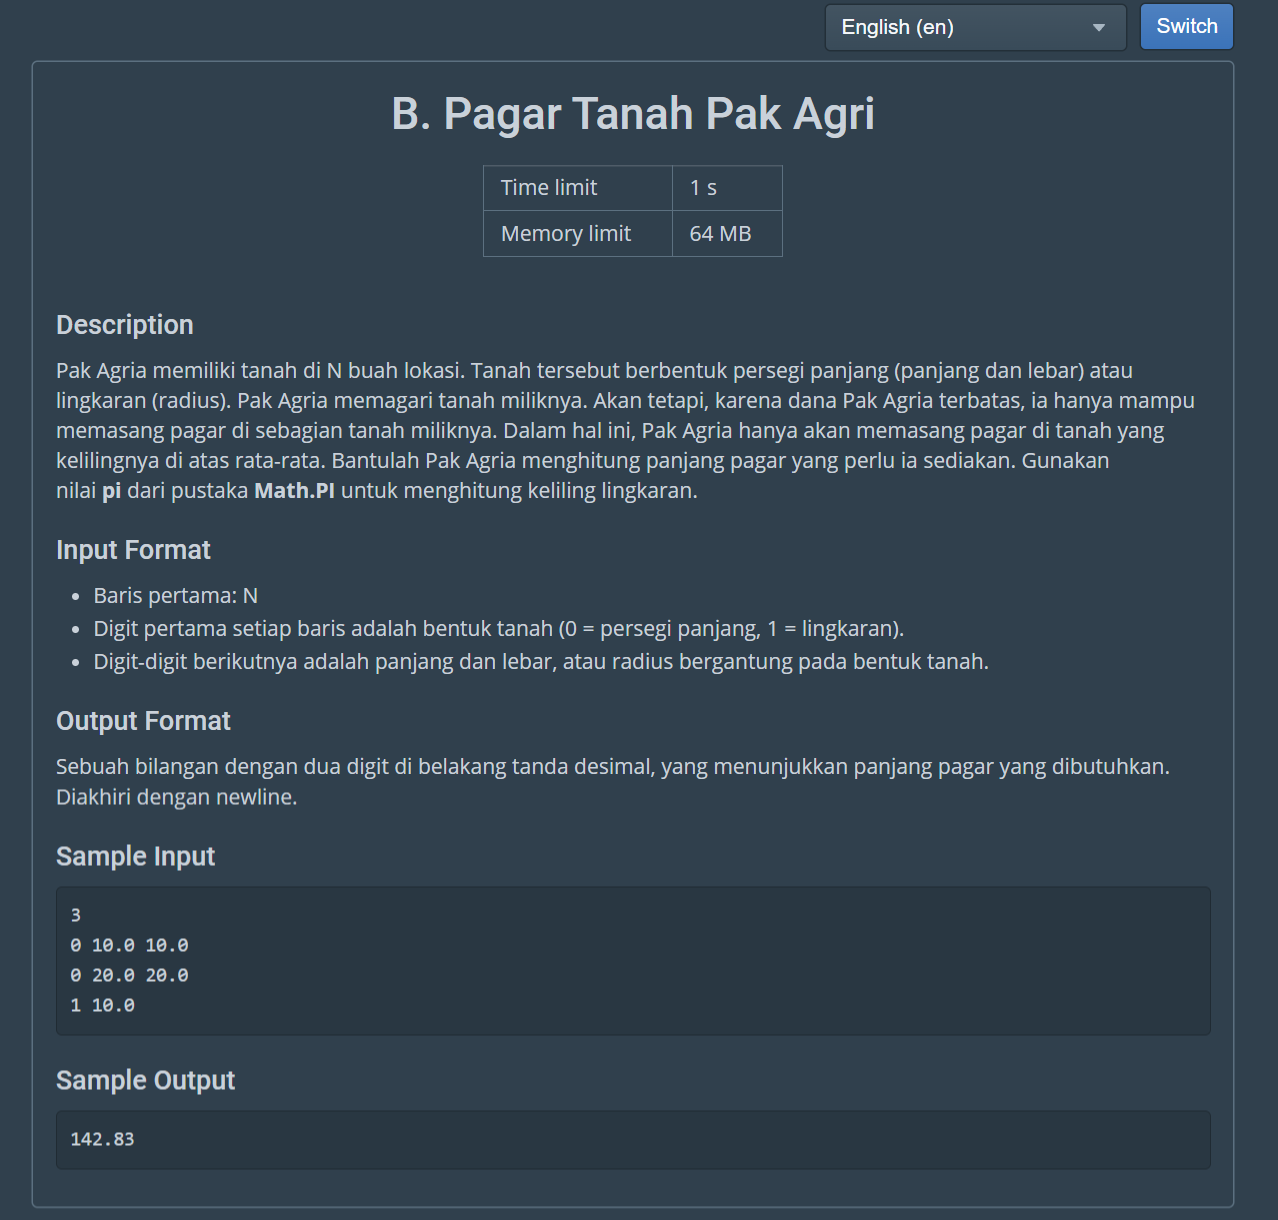 English (en)
Switch
B. Pagar Tanah Pak Agri
Time limit 1 s
Memory limit 64 MB
Description
Pak Agria memiliki tanah di N buah lokasi. Tanah tersebut berbentuk persegi panjang (panjang dan lebar) atau
lingkaran (radius). Pak Agria memagari tanah miliknya. Akan tetapi, karena dana Pak Agria terbatas, ia hanya mampu
memasang pagar di sebagian tanah miliknya. Dalam hal ini, Pak Agria hanya akan memasang pagar di tanah yang
kelilingnya di atas rata-rata. Bantulah Pak Agria menghitung panjang pagar yang perlu ia sediakan. Gunakan
nilai pi dari pustaka Math.PI untuk menghitung keliling lingkaran.
Input Format
• Baris pertama: N
• Digit pertama setiap baris adalah bentuk tanah (0 = persegi panjang, 1 = lingkaran).
• Digit-digit berikutnya adalah panjang dan lebar, atau radius bergantung pada bentuk tanah.
Output Format
Sebuah bilangan dengan dua digit di belakang tanda desimal, yang menunjukkan panjang pagar yang dibutuhkan.
Diakhiri dengan newline.
Sample Input
3
0 10.0 10.0
0 20.0 20.0
1 10.0
Sample Output
142.83